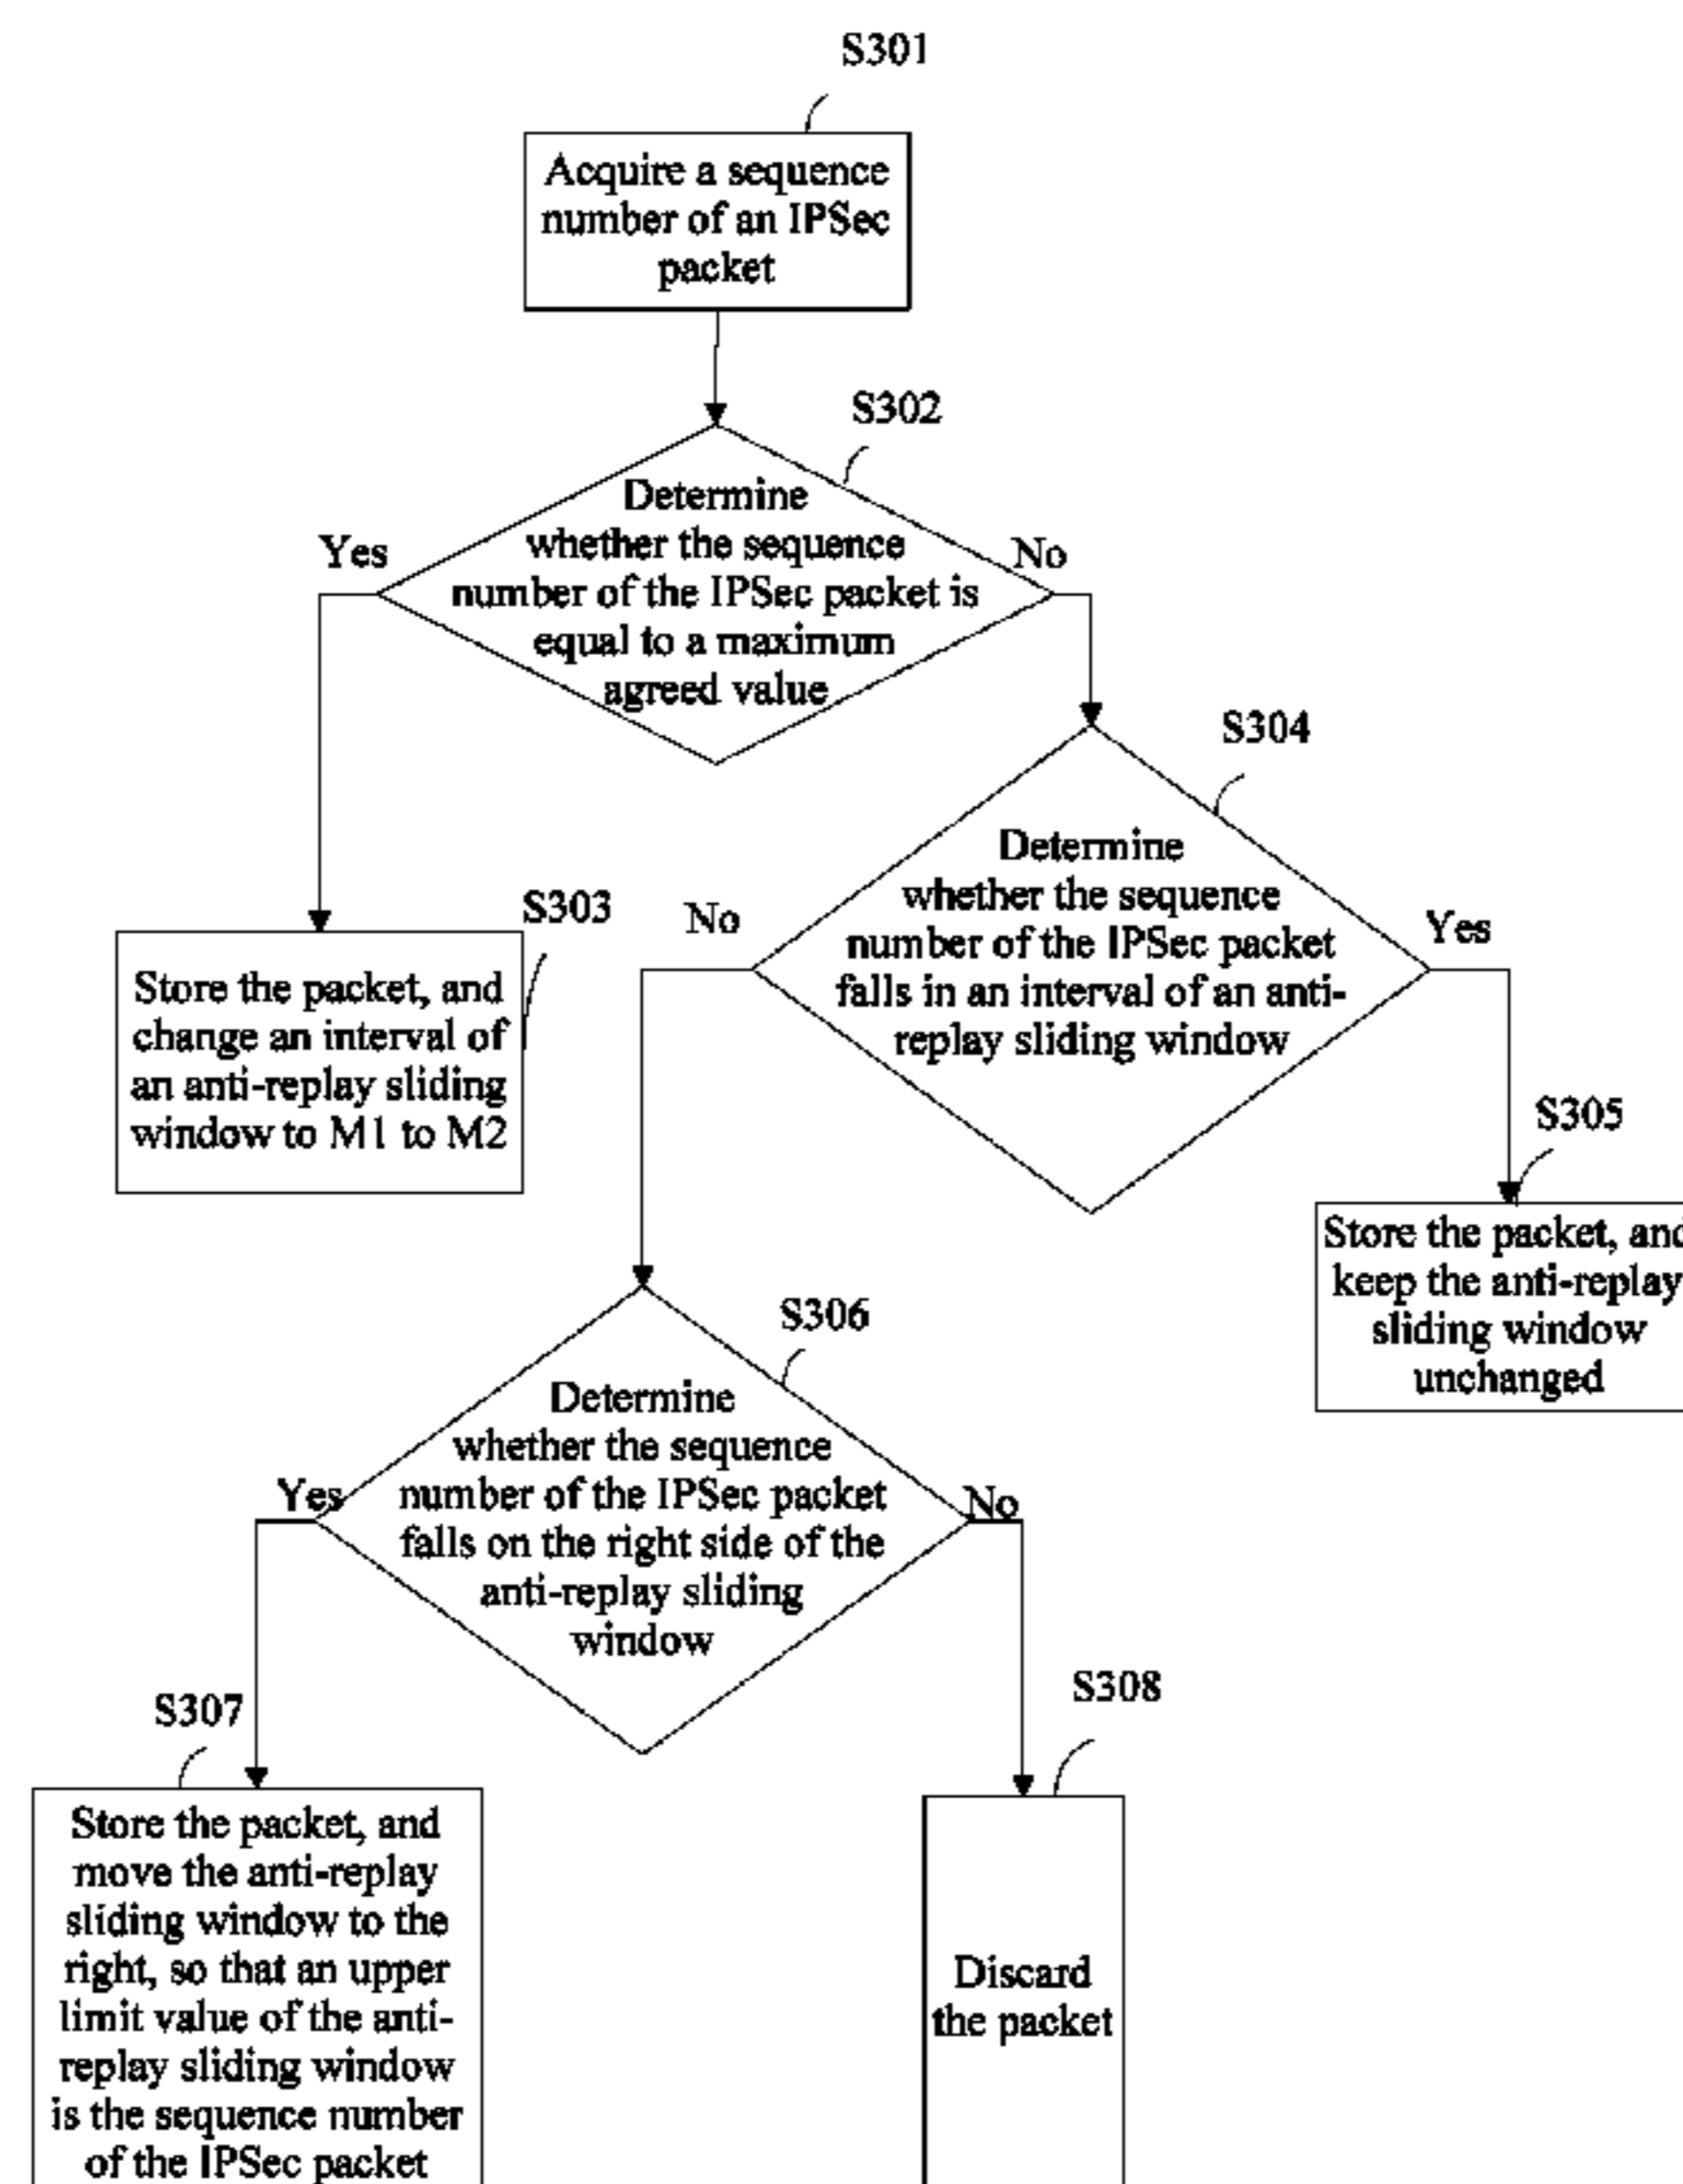 S301
Acquire a sequence
number of an IPSec
packet
S302
Determine
whether the sequence
number of the IPSec packet is
equal to a maximum
agreed value
Yes
No
S304
Determine
whether the sequence
number of the IPSec packet
falls in an interval of an anti-
replay sliding window
No
Yes
S303
Store the packet, and
change an interval of
an anti-replay sliding
window to M1 to M2
S305
Store the packet, and
keep the anti-replay
sliding window
unchanged
S306
Determine
whether the sequence
number of the IPSec packet
falls on the right side of the
anti-replay sliding
window
Yes
No
S307
Store the packet, and
move the anti-replay
sliding window to the
right, so that an upper
limit value of the anti-
replay sliding window
is the sequence number
of the IPSec packet
S308
Discard
the packet